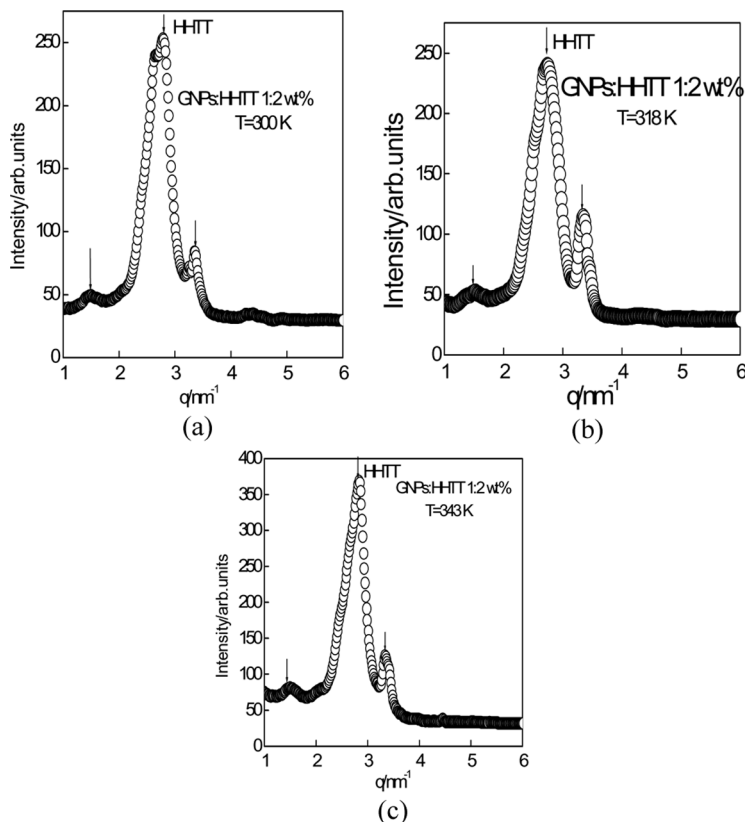 HHTT
GNPs:HHTT 1:2 wt%
T=300 K
Intensity/arb.units
250
200
150
100
50
0
1 2 3 4 5 6
q/nm-1
(a)
HHTT
GNPs:HHTT 1:2 wt%
T=318 K
Intensity/arb.units
250
200
150
100
50
0
1 2 3 4 5 6
q/nm-1
(b)
HHTT
GNPs:HHTT 1:2 wt%
T=343 K
Intensity/arb.units
400
350
300
250
200
150
100
50
0
1 2 3 4 5 6
q/nm-1
(c)